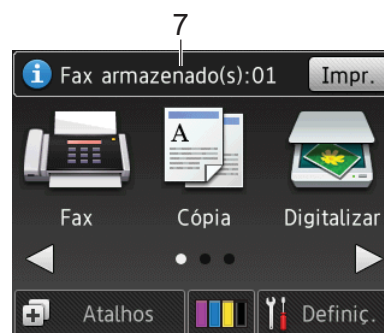 7
Fax armazenado(s):01 Impr.
A
Fax Cópia Digitalizar
Atalhos Definiç.